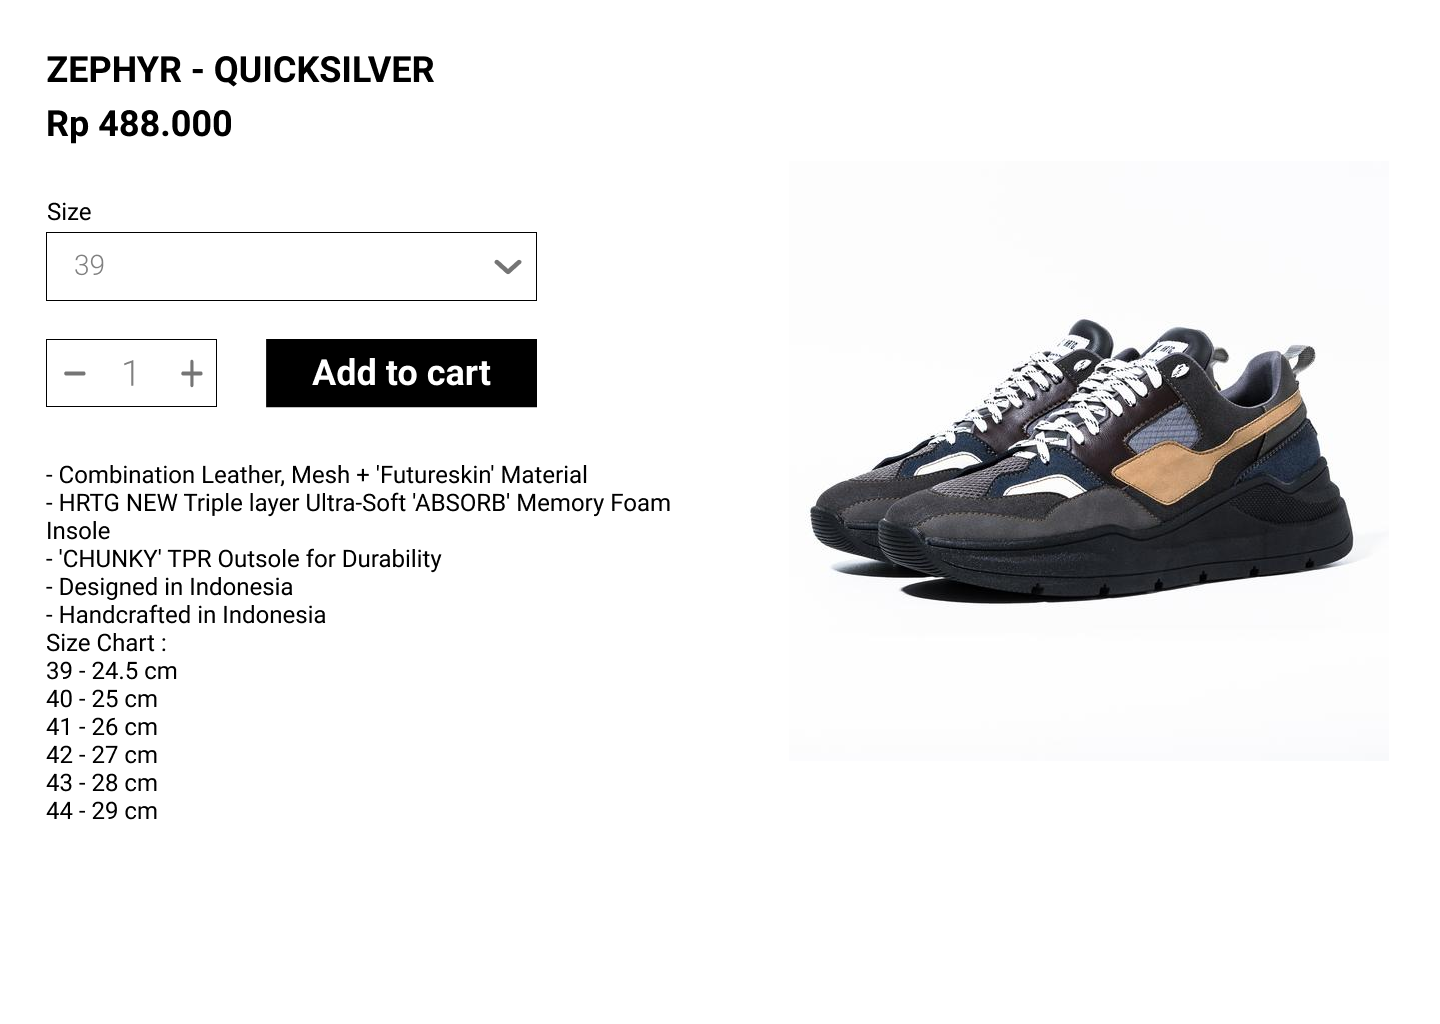 ZEPHYR - QUICKSILVER
Rp 488.000
Size
39
1
Add to cart
- Combination Leather, Mesh + 'Futureskin' Material
- HRTG NEW Triple layer Ultra-Soft 'ABSORB' Memory Foam
Insole
- 'CHUNKY' TPR Outsole for Durability
- Designed in Indonesia
- Handcrafted in Indonesia
Size Chart :
39 - 24.5 cm
40 - 25 cm
41 - 26 cm
42 - 27 cm
43 - 28 cm
44 - 29 cm